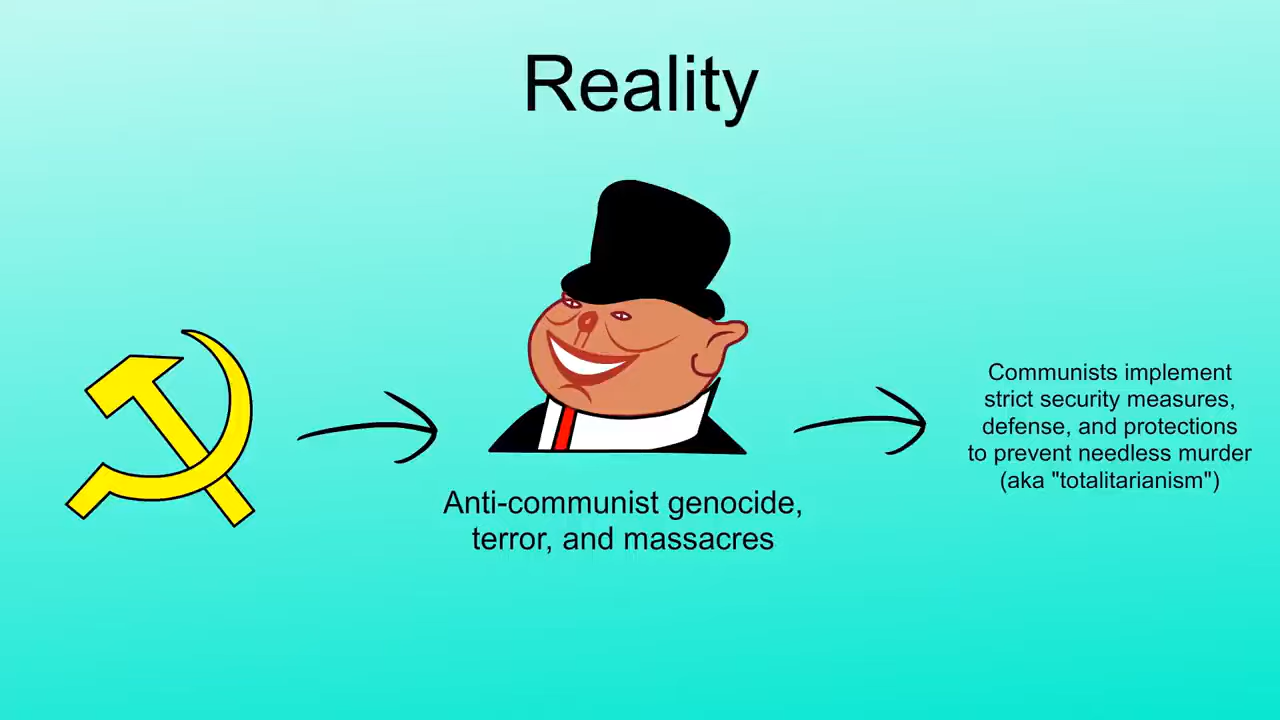 Reality
Communists implement
strict security measures,
defense, and protections
to prevent needless murder
(aka "totalitarianism")
Anti-communist genocide,
terror, and massacres